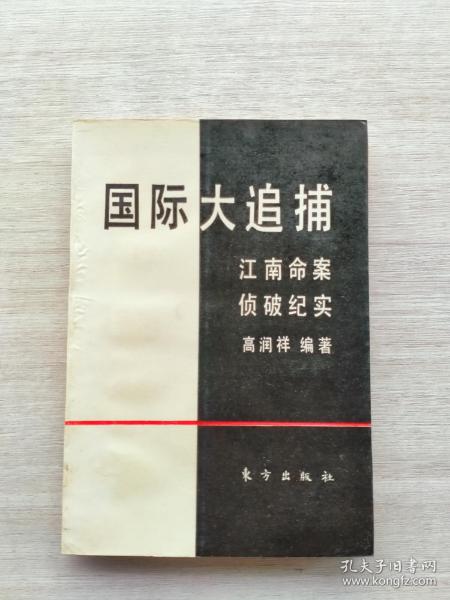 国际大追捕
江南命案
侦破纪实
高润祥 编著
东方出版社
孔夫子旧书网
www.kongfz.com